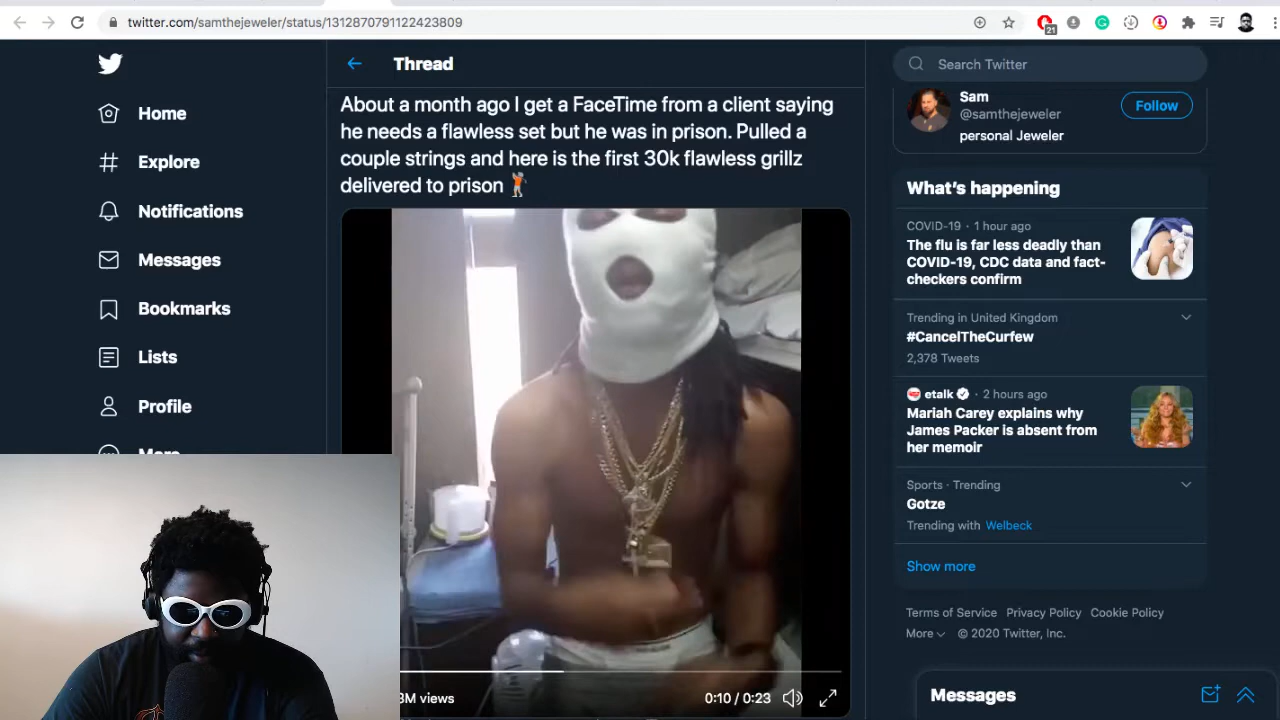 twitter.com/samthejeweler/status/1312870791122423809
21
Home
Explore
Notifications
Messages
Bookmarks
Lists
Profile
More
Thread
About a month ago I get a FaceTime from a client saying
he needs a flawless set but he was in prison. Pulled a
couple strings and here is the first 30k flawless grillz
delivered to prison
3M views
0:10 / 0:23
Search Twitter
Sam
@samthejeweler
personal Jeweler
Follow
What's happening
COVID-19 · 1 hour ago
The flu is far less deadly than
COVID-19, CDC data and fact-
checkers confirm
Trending in United Kingdom
#CancelTheCurfew
2,378 Tweets
etalk · 2 hours ago
Mariah Carey explains why
James Packer is absent from
her memoir
Sports · Trending
Gotze
Trending with Welbeck
Show more
Terms of Service Privacy Policy Cookie Policy
More © 2020 Twitter, Inc.
Messages